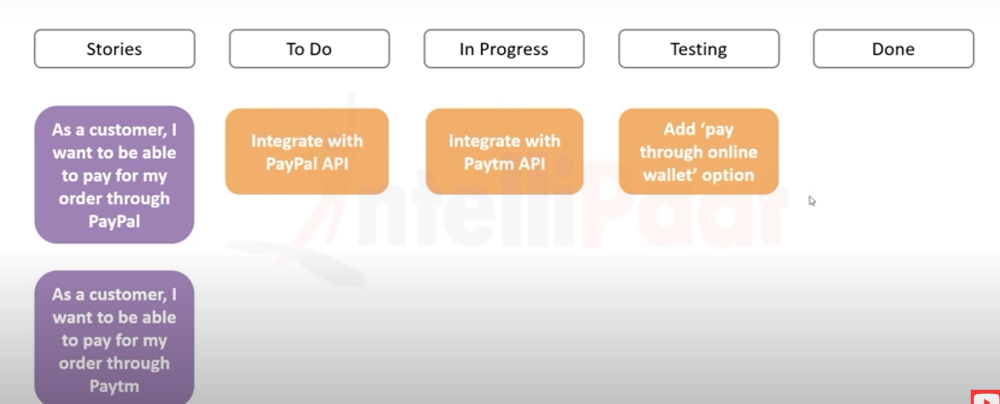 Stories
To Do
In Progress
Testing
Done
As a customer, I
want to be able
to pay for my
order through
PayPal
Integrate with
PayPal API
Integrate with
Paytm API
Add ‘pay
through online
wallet’ option
As a customer, I
want to be able
to pay for my
order through
Paytm
intelliPaat